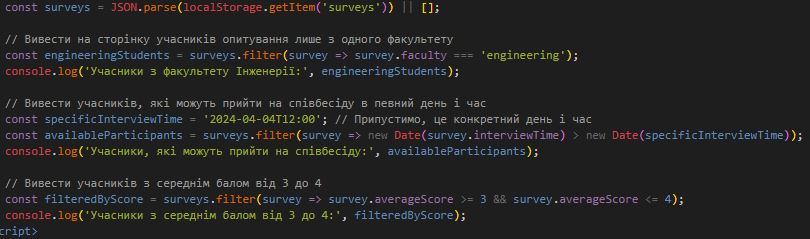 const surveys = JSON.parse(localStorage.getItem('surveys')) || [];
// Вивести на сторінку учасників опитування лише з одного факультету
const engineeringStudents = surveys.filter(survey => survey.faculty === 'engineering');
console.log('Учасники з факультету Інженерії:', engineeringStudents);
// Вивести учасників, які можуть прийти на співбесіду в певний день і час
const specificInterviewTime = '2024-04-04T12:00'; // Припустимо, це конкретний день і час
const availableParticipants = surveys.filter(survey => new Date(survey.interviewTime) > new Date(specificInterviewTime));
console.log('Учасники, які можуть прийти на співбесіду:', availableParticipants);
// Вивести учасників з середнім балом від 3 до 4
const filteredByScore = surveys.filter(survey => survey.averageScore >= 3 && survey.averageScore <= 4);
console.log('Учасники з середнім балом від 3 до 4:', filteredByScore);
cript>